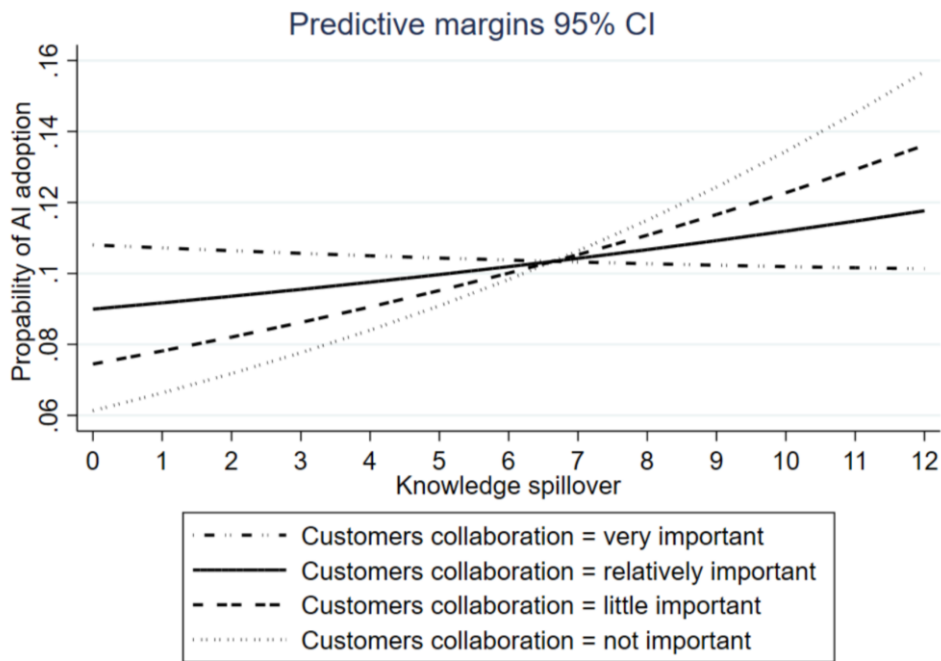 Predictive margins 95% CI
Propability of AI adoption
.16
.14
.12
.1
.08
.06
0 1 2 3 4 5 6 7 8 9 10 11 12
Knowledge spillover
Customers collaboration = very important
Customers collaboration = relatively important
Customers collaboration = little important
Customers collaboration = not important